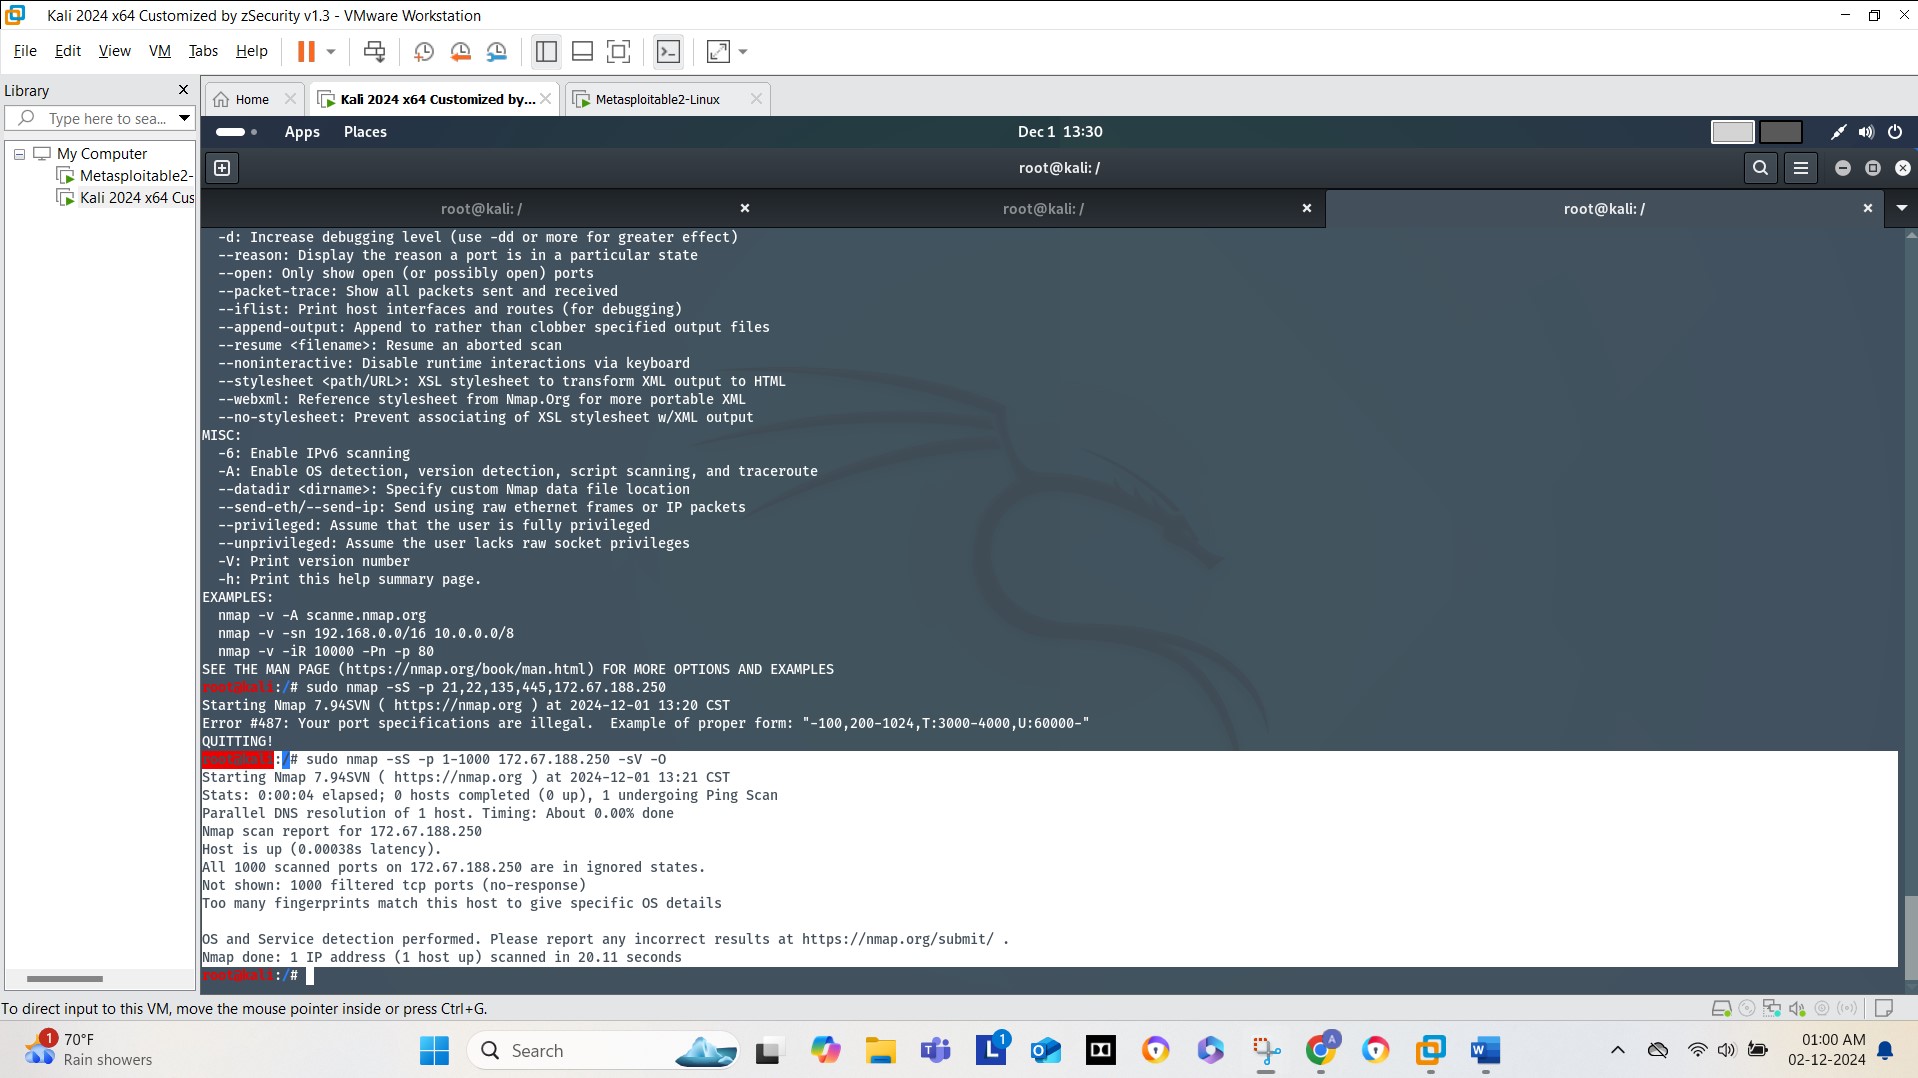 Kali 2024 x64 Customized by zSecurity v1.3 - VMware Workstation
File Edit View VM Tabs Help
Library
Type here to sea...
My Computer
Metasploitable2-
Kali 2024 x64 Cus
Home
Kali 2024 x64 Customized by...
Metasploitable2-Linux
Apps Places
Dec 1 13:30
root@kali: /
root@kali: /
root@kali: /
root@kali: /
-d: Increase debugging level (use -dd or more for greater effect)
--reason: Display the reason a port is in a particular state
--open: Only show open (or possibly open) ports
--packet-trace: Show all packets sent and received
--iflist: Print host interfaces and routes (for debugging)
--append-output: Append to rather than clobber specified output files
--resume <filename>: Resume an aborted scan
--noninteractive: Disable runtime interactions via keyboard
--stylesheet <path/URL>: XSL stylesheet to transform XML output to HTML
--webxml: Reference stylesheet from Nmap.Org for more portable XML
--no-stylesheet: Prevent associating of XSL stylesheet w/XML output
MISC:
-6: Enable IPv6 scanning
-A: Enable OS detection, version detection, script scanning, and traceroute
--datadir <dirname>: Specify custom Nmap data file location
--send-eth/--send-ip: Send using raw ethernet frames or IP packets
--privileged: Assume that the user is fully privileged
--unprivileged: Assume the user lacks raw socket privileges
-V: Print version number
-h: Print this help summary page.
EXAMPLES:
nmap -v -A scanme.nmap.org
nmap -v -sn 192.168.0.0/16 10.0.0.0/8
nmap -v -iR 10000 -Pn -p 80
SEE THE MAN PAGE (https://nmap.org/book/man.html) FOR MORE OPTIONS AND EXAMPLES
root@kali:/# sudo nmap -sS -p 21,22,135,445,172.67.188.250
Starting Nmap 7.94SVN ( https://nmap.org ) at 2024-12-01 13:20 CST
Error #487: Your port specifications are illegal.  Example of proper form: "-100,200-1024,T:3000-4000,U:60000-"
QUITTING!
root@kali:/# sudo nmap -sS -p 1-1000 172.67.188.250 -sV -O
Starting Nmap 7.94SVN ( https://nmap.org ) at 2024-12-01 13:21 CST
Stats: 0:00:04 elapsed; 0 hosts completed (0 up), 1 undergoing Ping Scan
Parallel DNS resolution of 1 host. Timing: About 0.00% done
Nmap scan report for 172.67.188.250
Host is up (0.00038s latency).
All 1000 scanned ports on 172.67.188.250 are in ignored states.
Not shown: 1000 filtered tcp ports (no-response)
Too many fingerprints match this host to give specific OS details
OS and Service detection performed. Please report any incorrect results at https://nmap.org/submit/ .
Nmap done: 1 IP address (1 host up) scanned in 20.11 seconds
root@kali:/#
To direct input to this VM, move the mouse pointer inside or press Ctrl+G.
1
70°F
Rain showers
Search
1
A
01:00 AM
02-12-2024